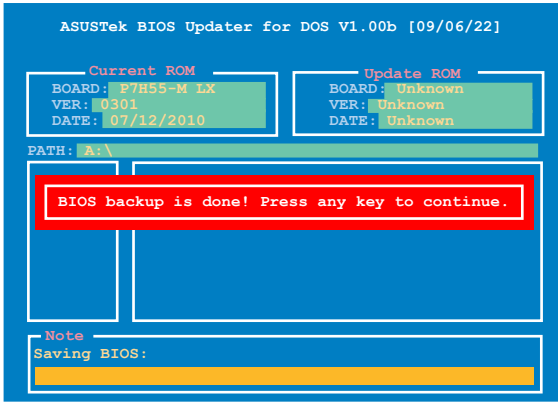 ASUSTek BIOS Updater for DOS V1.00b [09/06/22]
Current ROM
BOARD: P7H55-M LX
VER: 0301
DATE: 07/12/2010
Update ROM
BOARD: Unknown
VER: Unknown
DATE: Unknown
PATH: A:\
BIOS backup is done! Press any key to continue.
Note
Saving BIOS: